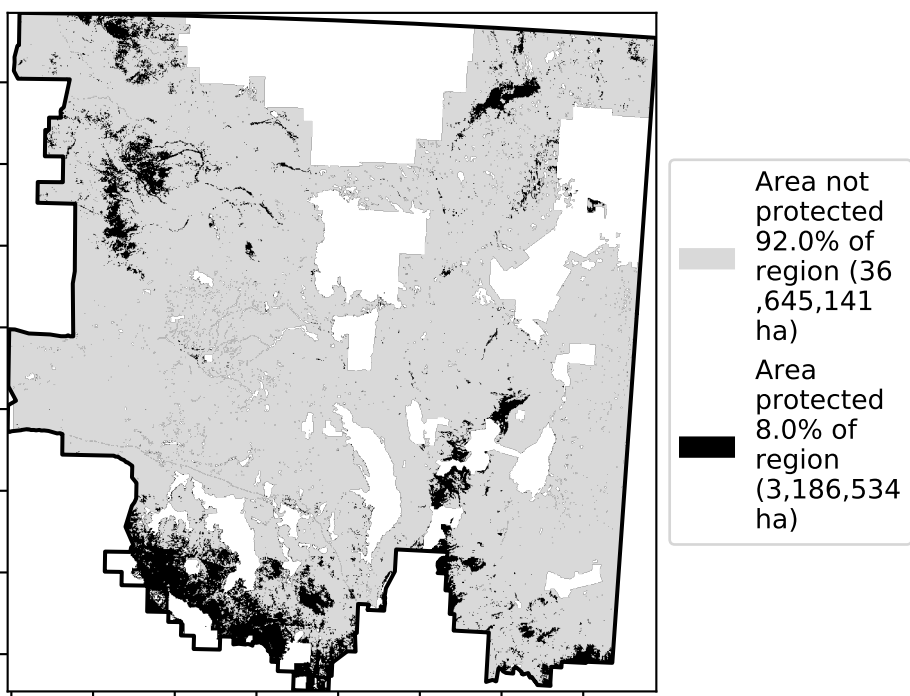 Area not
protected
92.0% of
region (36
,645,141
ha)
Area
protected
8.0% of
region
(3,186,534
ha)